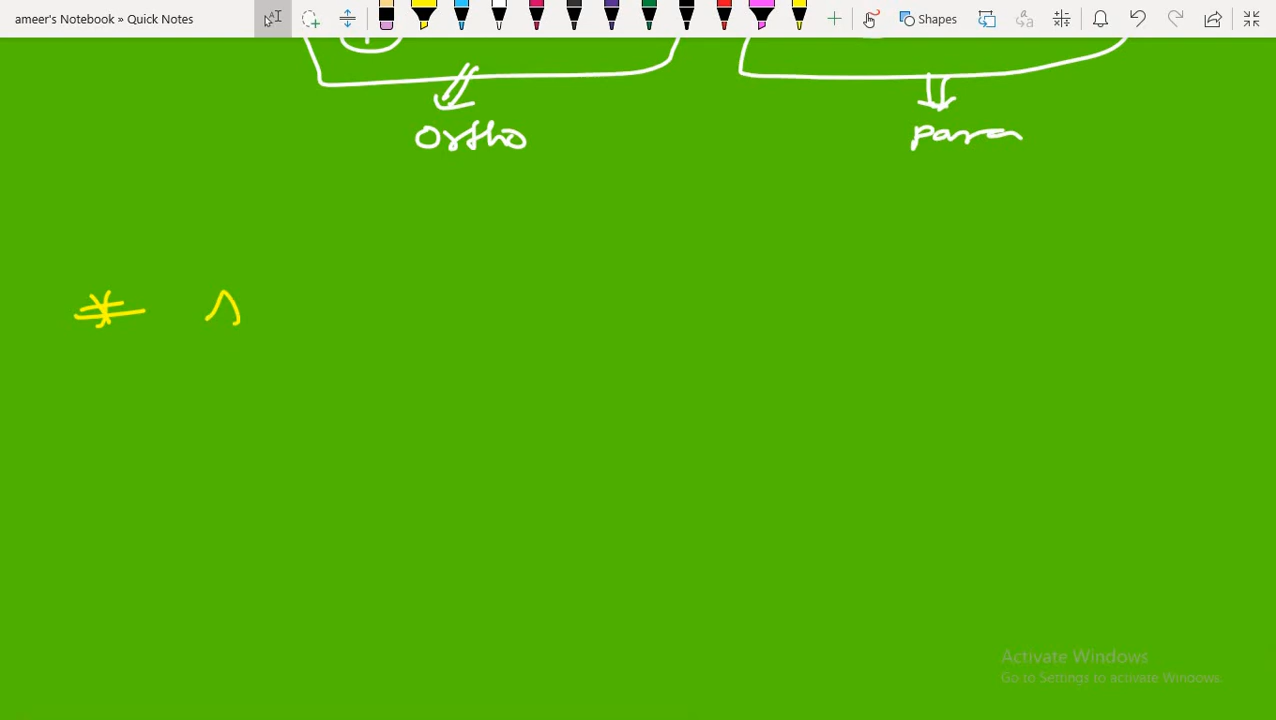 ameer's Notebook » Quick Notes
Shapes
Ortho
para
*
Activate Windows
Go to Settings to activate Windows.